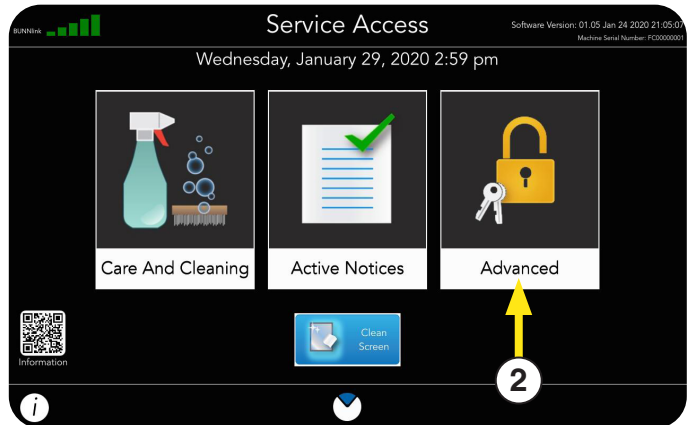 BUNNlink
Service Access
Software Version: 01.05 Jan 24 2020 21:05:07
Machine Serial Number: FC00000001
Wednesday, January 29, 2020 2:59 pm
Care And Cleaning
Active Notices
Advanced
Clean
Screen
Information
2
i